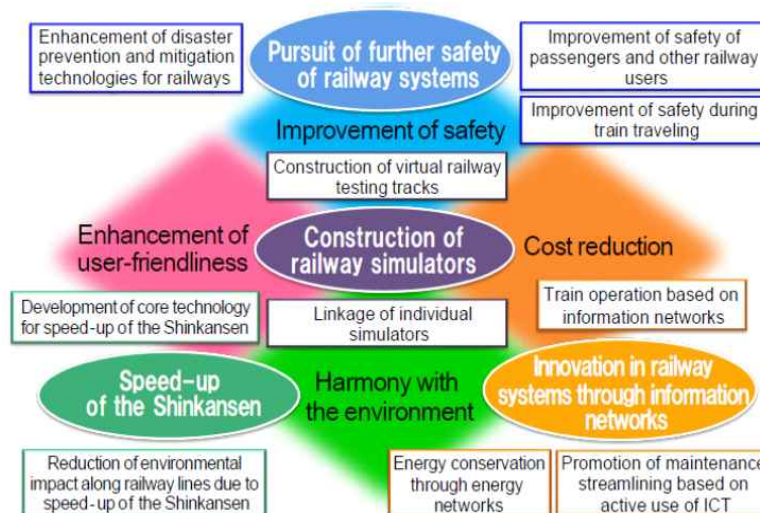 Enhancement of disaster
prevention and mitigation
technologies for railways
Pursuit of further safety
of railway systems
Improvement of safety of
passengers and other railway
users
Improvement of safety during
train traveling
Improvement of safety
Construction of virtual railway
testing tracks
Enhancement of
user-friendliness
Construction of
railway simulators
Cost reduction
Development of core technology
for speed-up of the Shinkansen
Linkage of individual
simulators
Train operation based on
information networks
Speed-up
of the Shinkansen
Harmony with
the environment
Innovation in railway
systems through information
networks
Reduction of environmental
impact along railway lines due to
speed-up of the Shinkansen
Energy conservation
through energy
networks
Promotion of maintenance
streamlining based on
active use of ICT